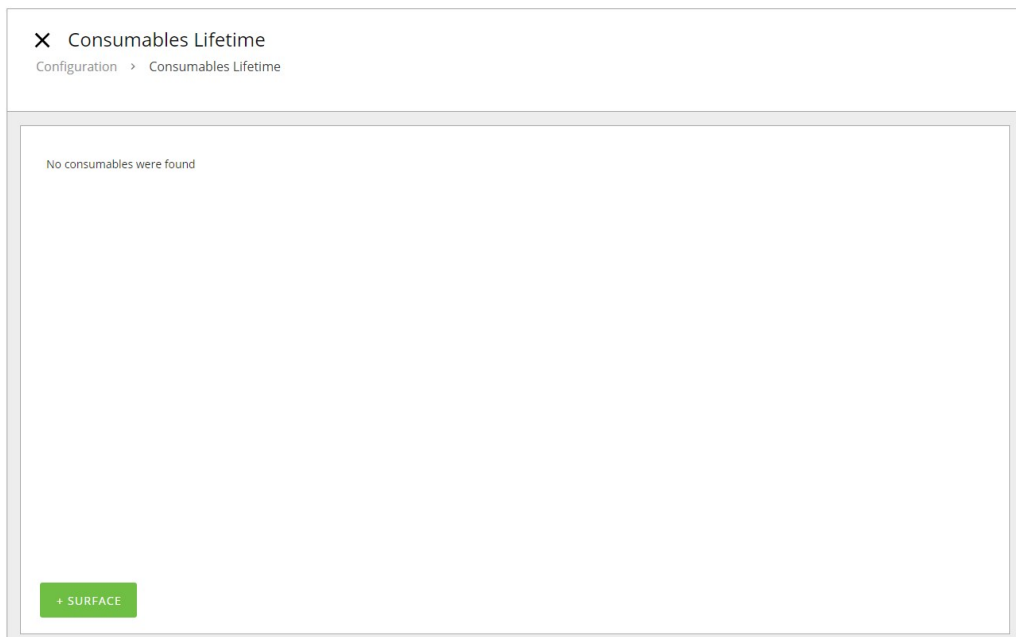 Consumables Lifetime
Configuration > Consumables Lifetime
No consumables were found
+ SURFACE